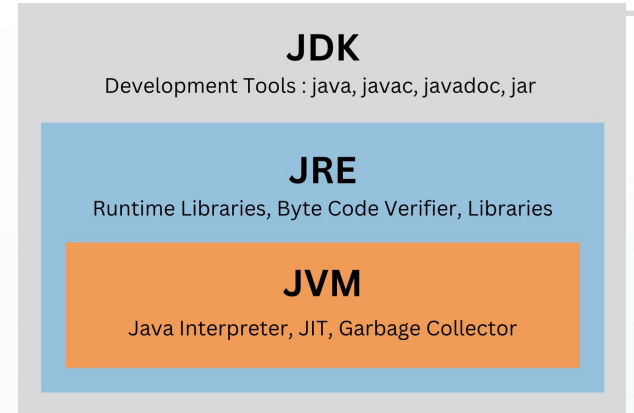 JDK
Development Tools : java, javac, javadoc, jar
JRE
Runtime Libraries, Byte Code Verifier, Libraries
JVM
Java Interpreter, JIT, Garbage Collector